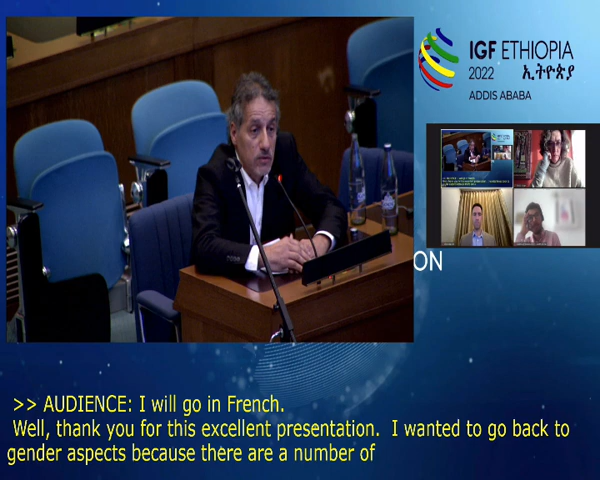 IGF ETHIOPIA
2022 ኢትዮጵያ
ADDIS ABABA
ON
>> AUDIENCE: I will go in French.
Well, thank you for this excellent presentation. I wanted to go back to
gender aspects because there are a number of